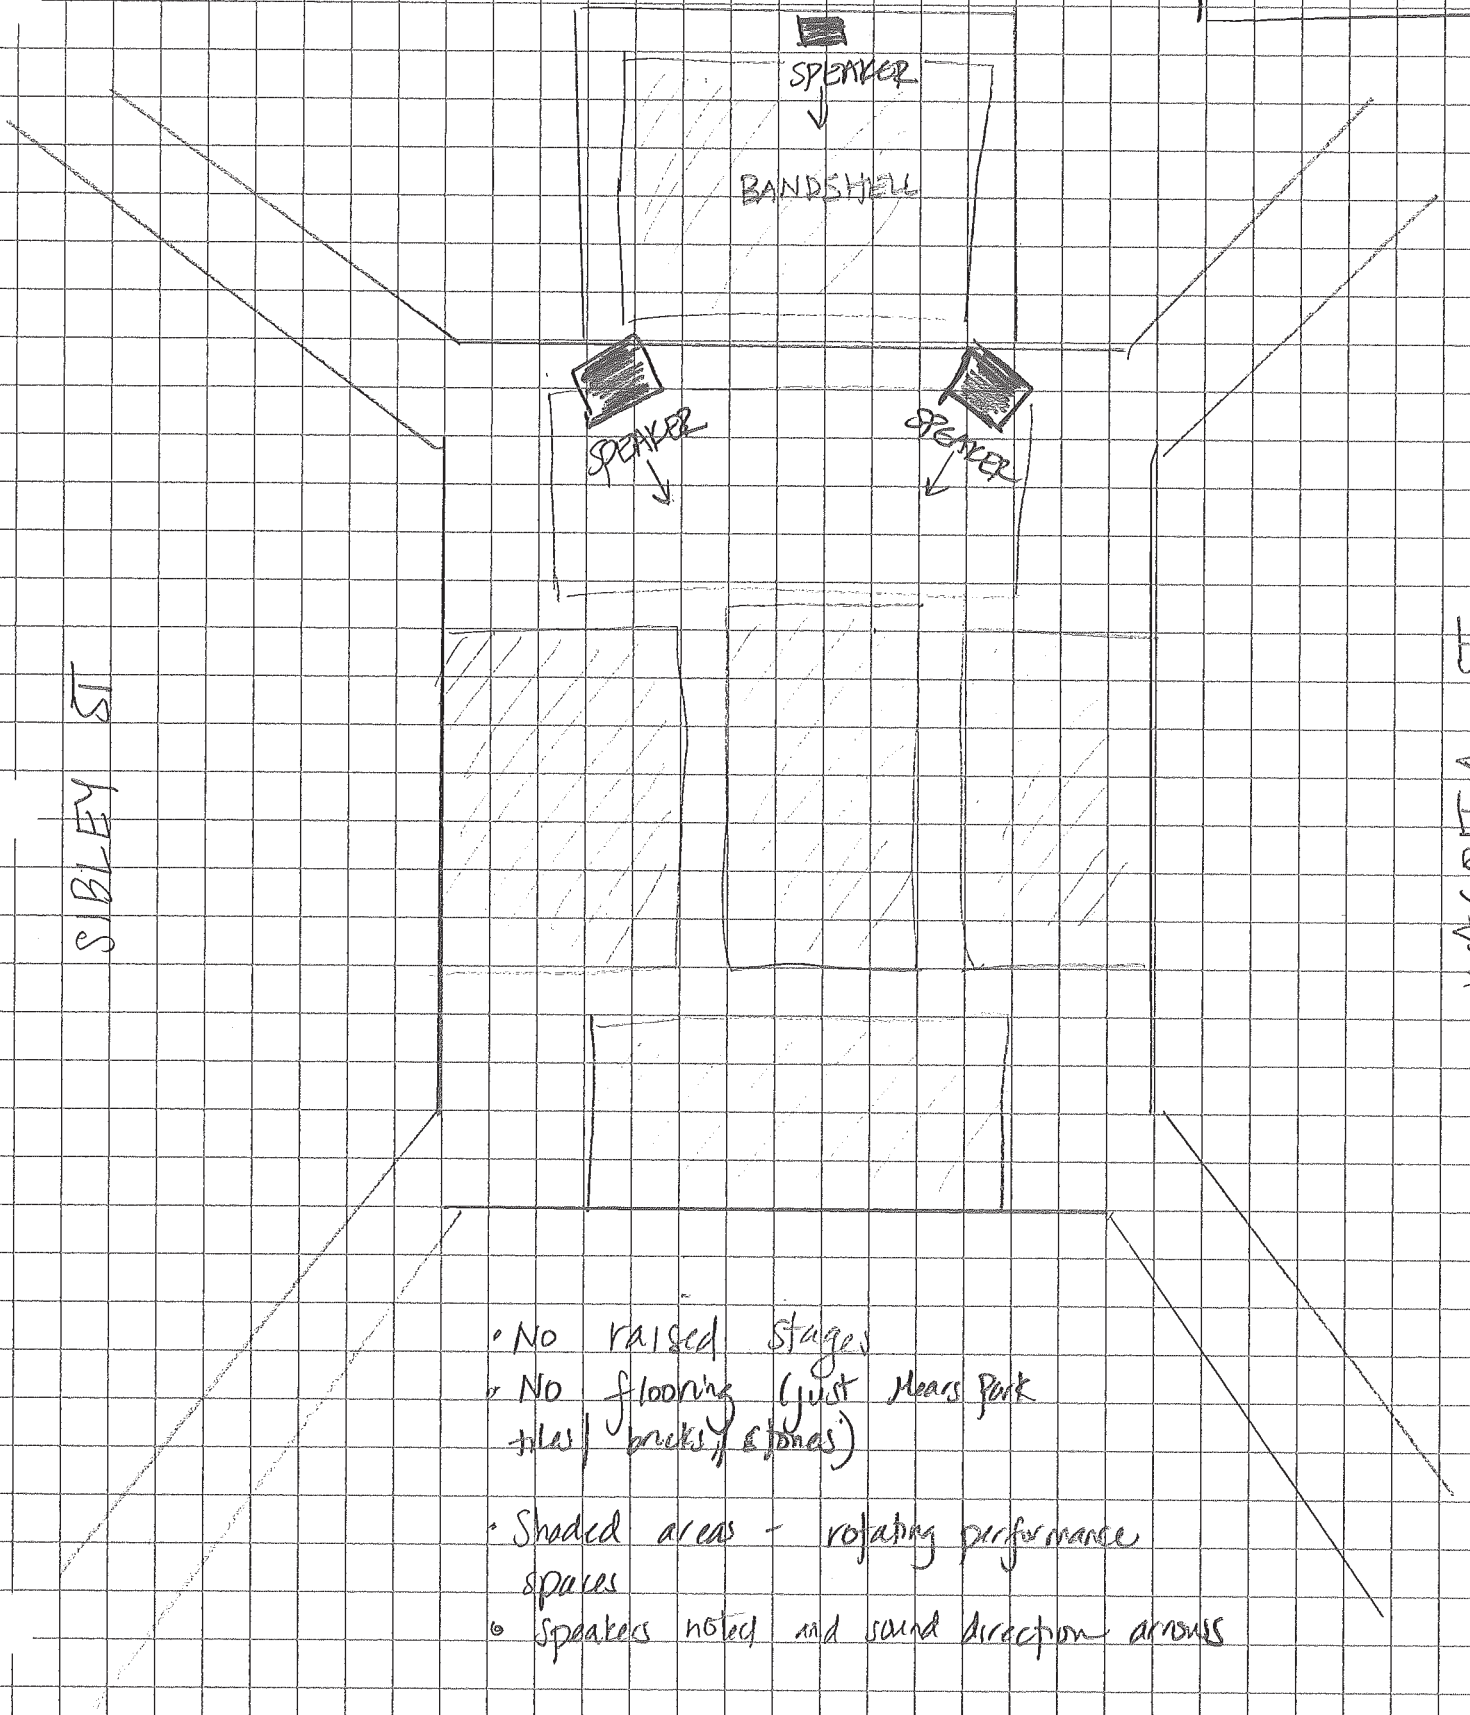 SPEAKER
BANDSHELL
SPEAKER
SPEAKER
SIBLEY ST
ST
• No raised stages
• No flooring (just Mears Park
tiles/bricks/stones)
• Shaded areas - rotating performance
spaces
• speakers noted and sound direction arrows